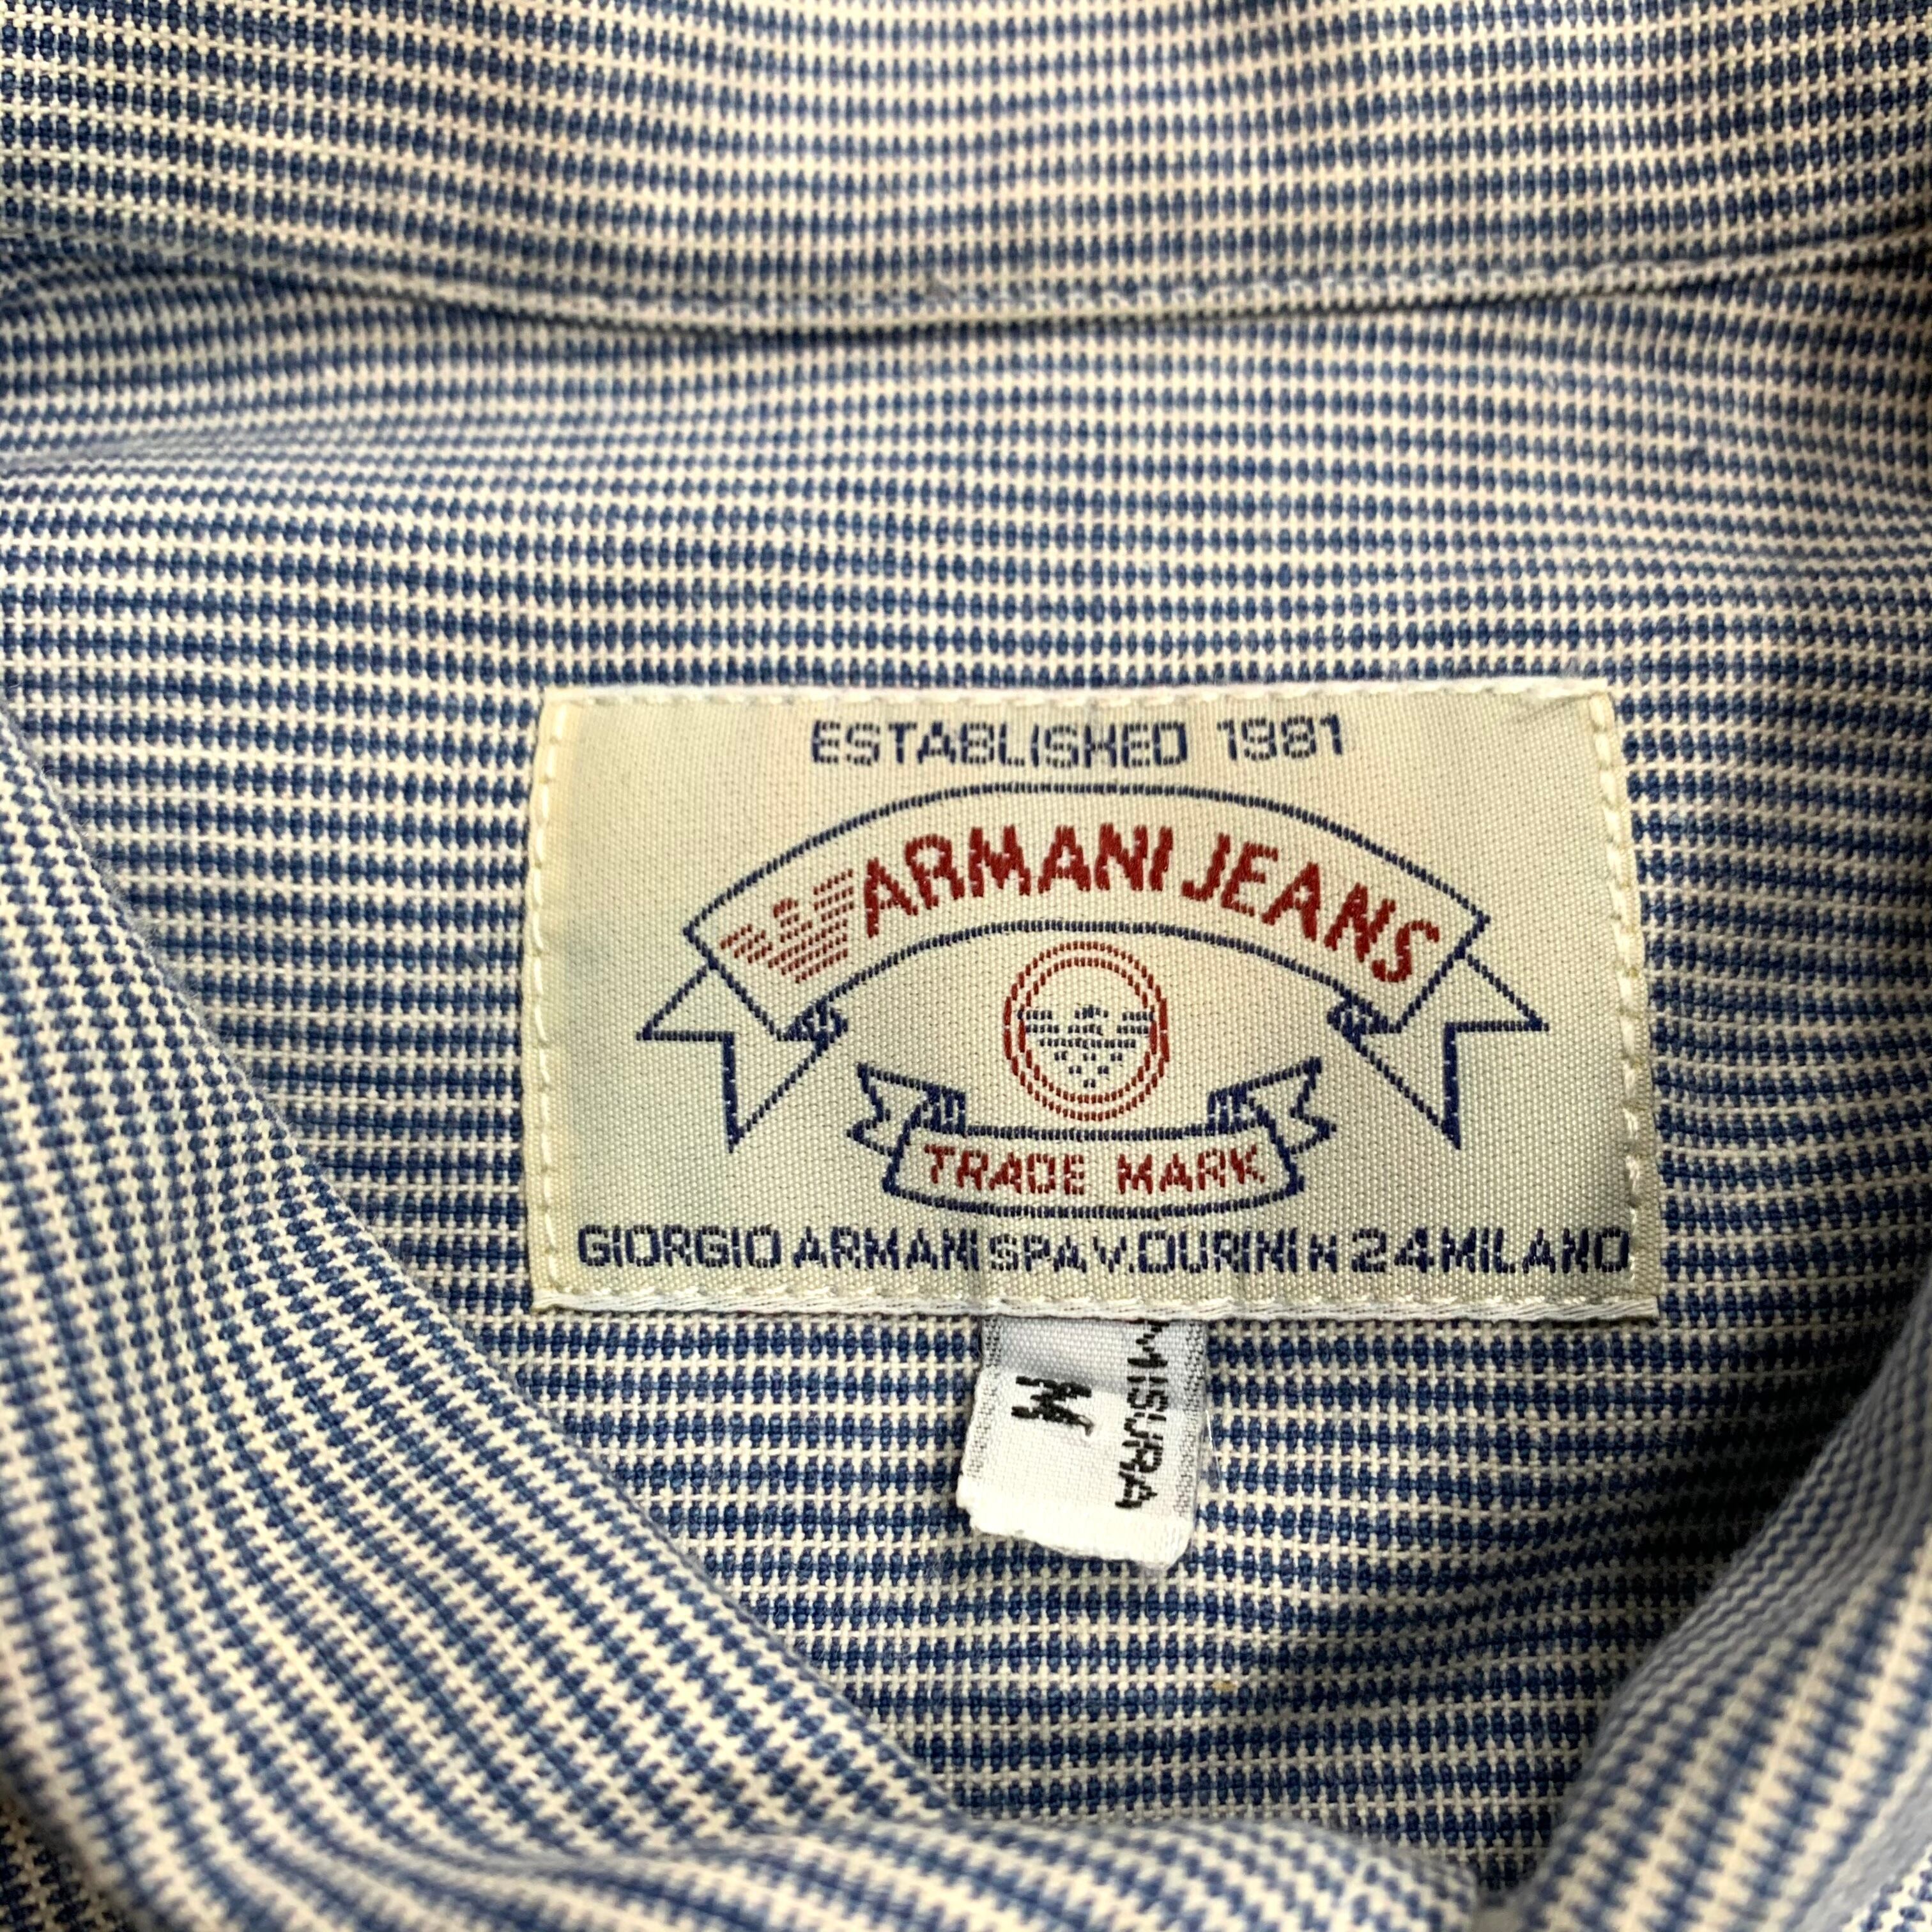 ESTABLISHED 1981
ARMANI JEANS
TRADE MARK
GIORGIO ARMANI SPA V.DURINI N 24 MILANO
MISURA
M